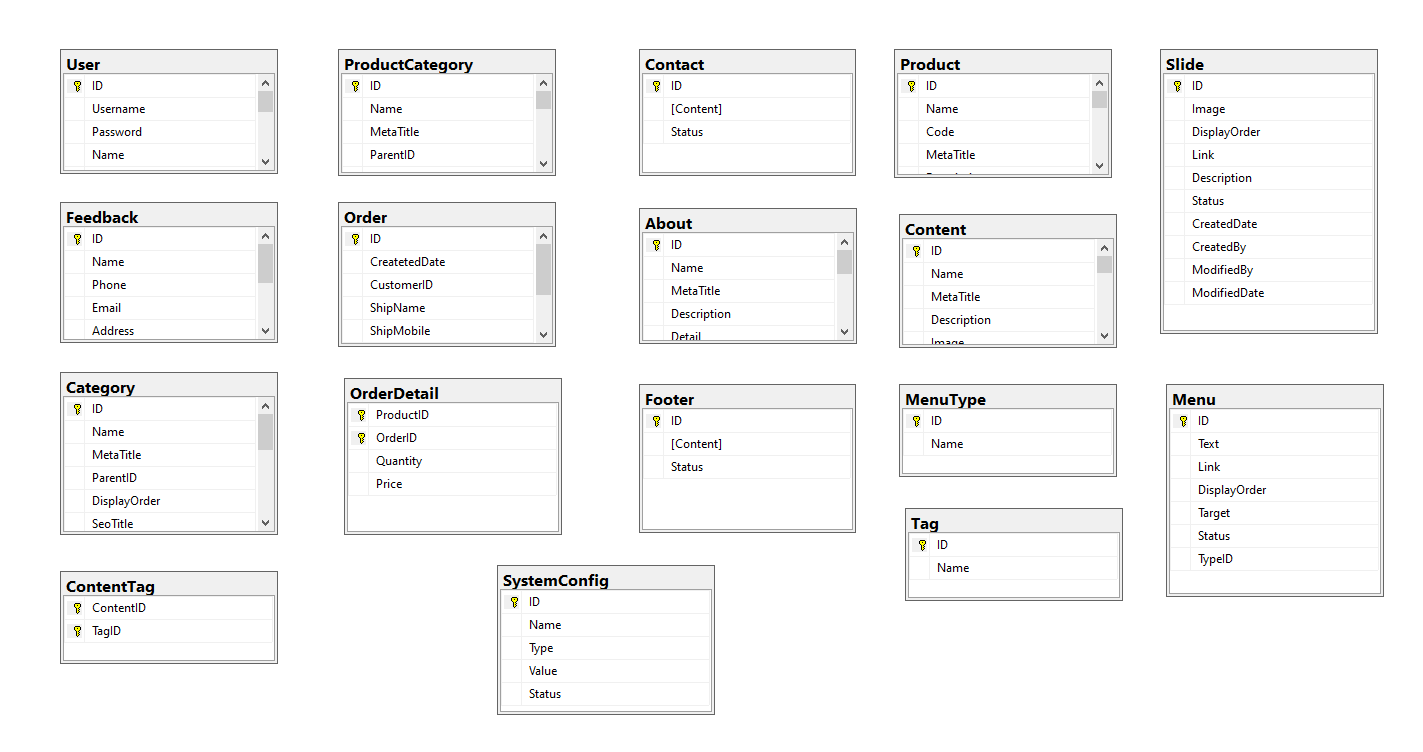 User
ID
Username
Password
Name
ProductCategory
ID
Name
MetaTitle
ParentID
Contact
ID
[Content]
Status
Product
ID
Name
Code
MetaTitle
Slide
ID
Image
DisplayOrder
Link
Description
Status
CreatedDate
CreatedBy
ModifiedBy
ModifiedDate
Feedback
ID
Name
Phone
Email
Address
Order
ID
CreatetedDate
CustomerID
ShipName
ShipMobile
About
ID
Name
MetaTitle
Description
Detail
Content
ID
Name
MetaTitle
Description
Image
Category
ID
Name
MetaTitle
ParentID
DisplayOrder
SeoTitle
OrderDetail
ProductID
OrderID
Quantity
Price
Footer
ID
[Content]
Status
MenuType
ID
Name
Menu
ID
Text
Link
DisplayOrder
Target
Status
TypeID
Tag
ID
Name
ContentTag
ContentID
TagID
SystemConfig
ID
Name
Type
Value
Status